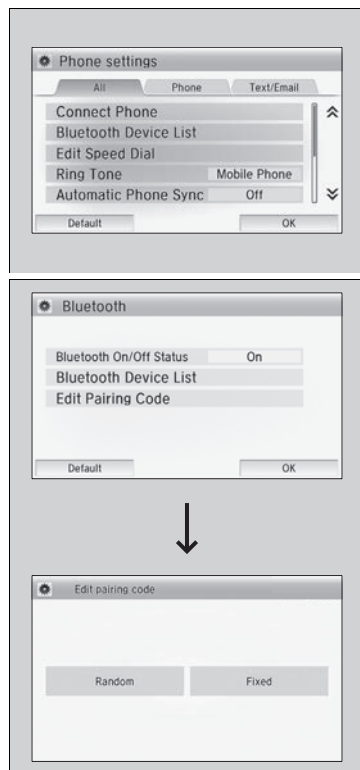 Phone settings
All Phone Text/Email
Connect Phone
Bluetooth Device List
Edit Speed Dial
Ring Tone Mobile Phone
Automatic Phone Sync Off
Default OK
Bluetooth
Bluetooth On/Off Status On
Bluetooth Device List
Edit Pairing Code
Default OK
Edit pairing code
Random Fixed